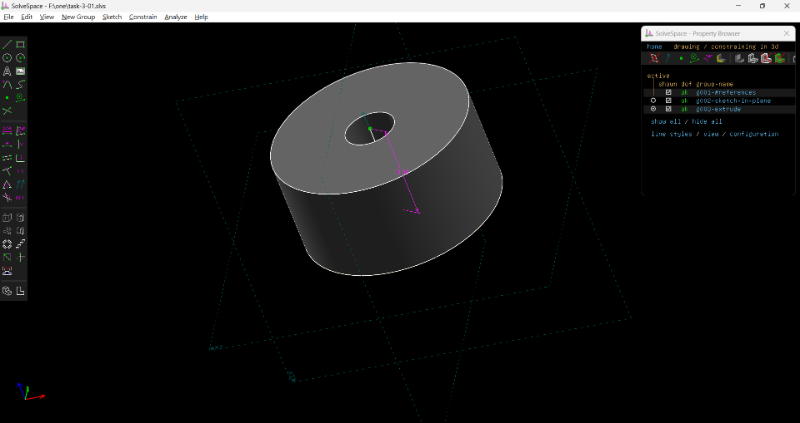 SolveSpace - F:\one\task-3-01.slvs
File Edit View New Group Sketch Constrain Analyze Help
SolveSpace - Property Browser
home drawing / constraining in 3d
active
shown dof group-name
ok g001-#references
ok g002-sketch-in-plane
ok g003-extrude
show all / hide all
line styles / view / configuration